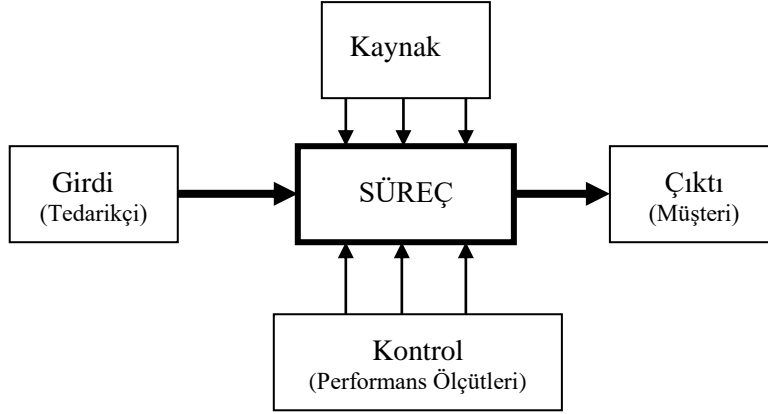 Kaynak
Girdi
(Tedarikçi)
SÜREÇ
Çıktı
(Müşteri)
Kontrol
(Performans Ölçütleri)